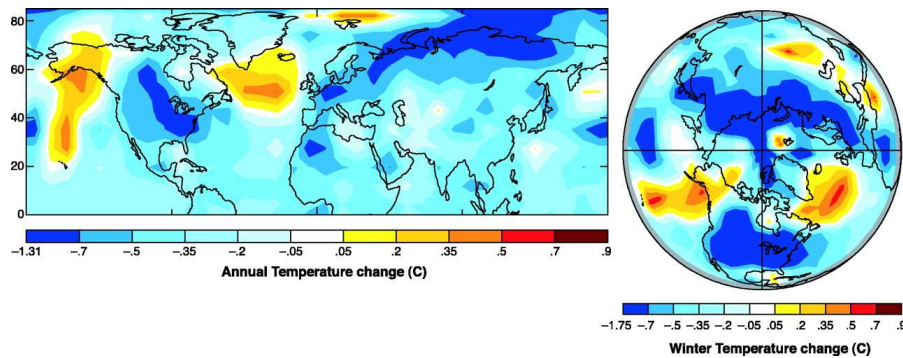 80
60
40
20
0
-1.31 -.7 -.5 -.35 -.2 -.05 .05 .2 .35 .5 .7 .9
Annual Temperature change (C)
-1.75 -.7 -.5 -.35 -.2 -.05 .05 .2 .35 .5 .7 .9
Winter Temperature change (C)